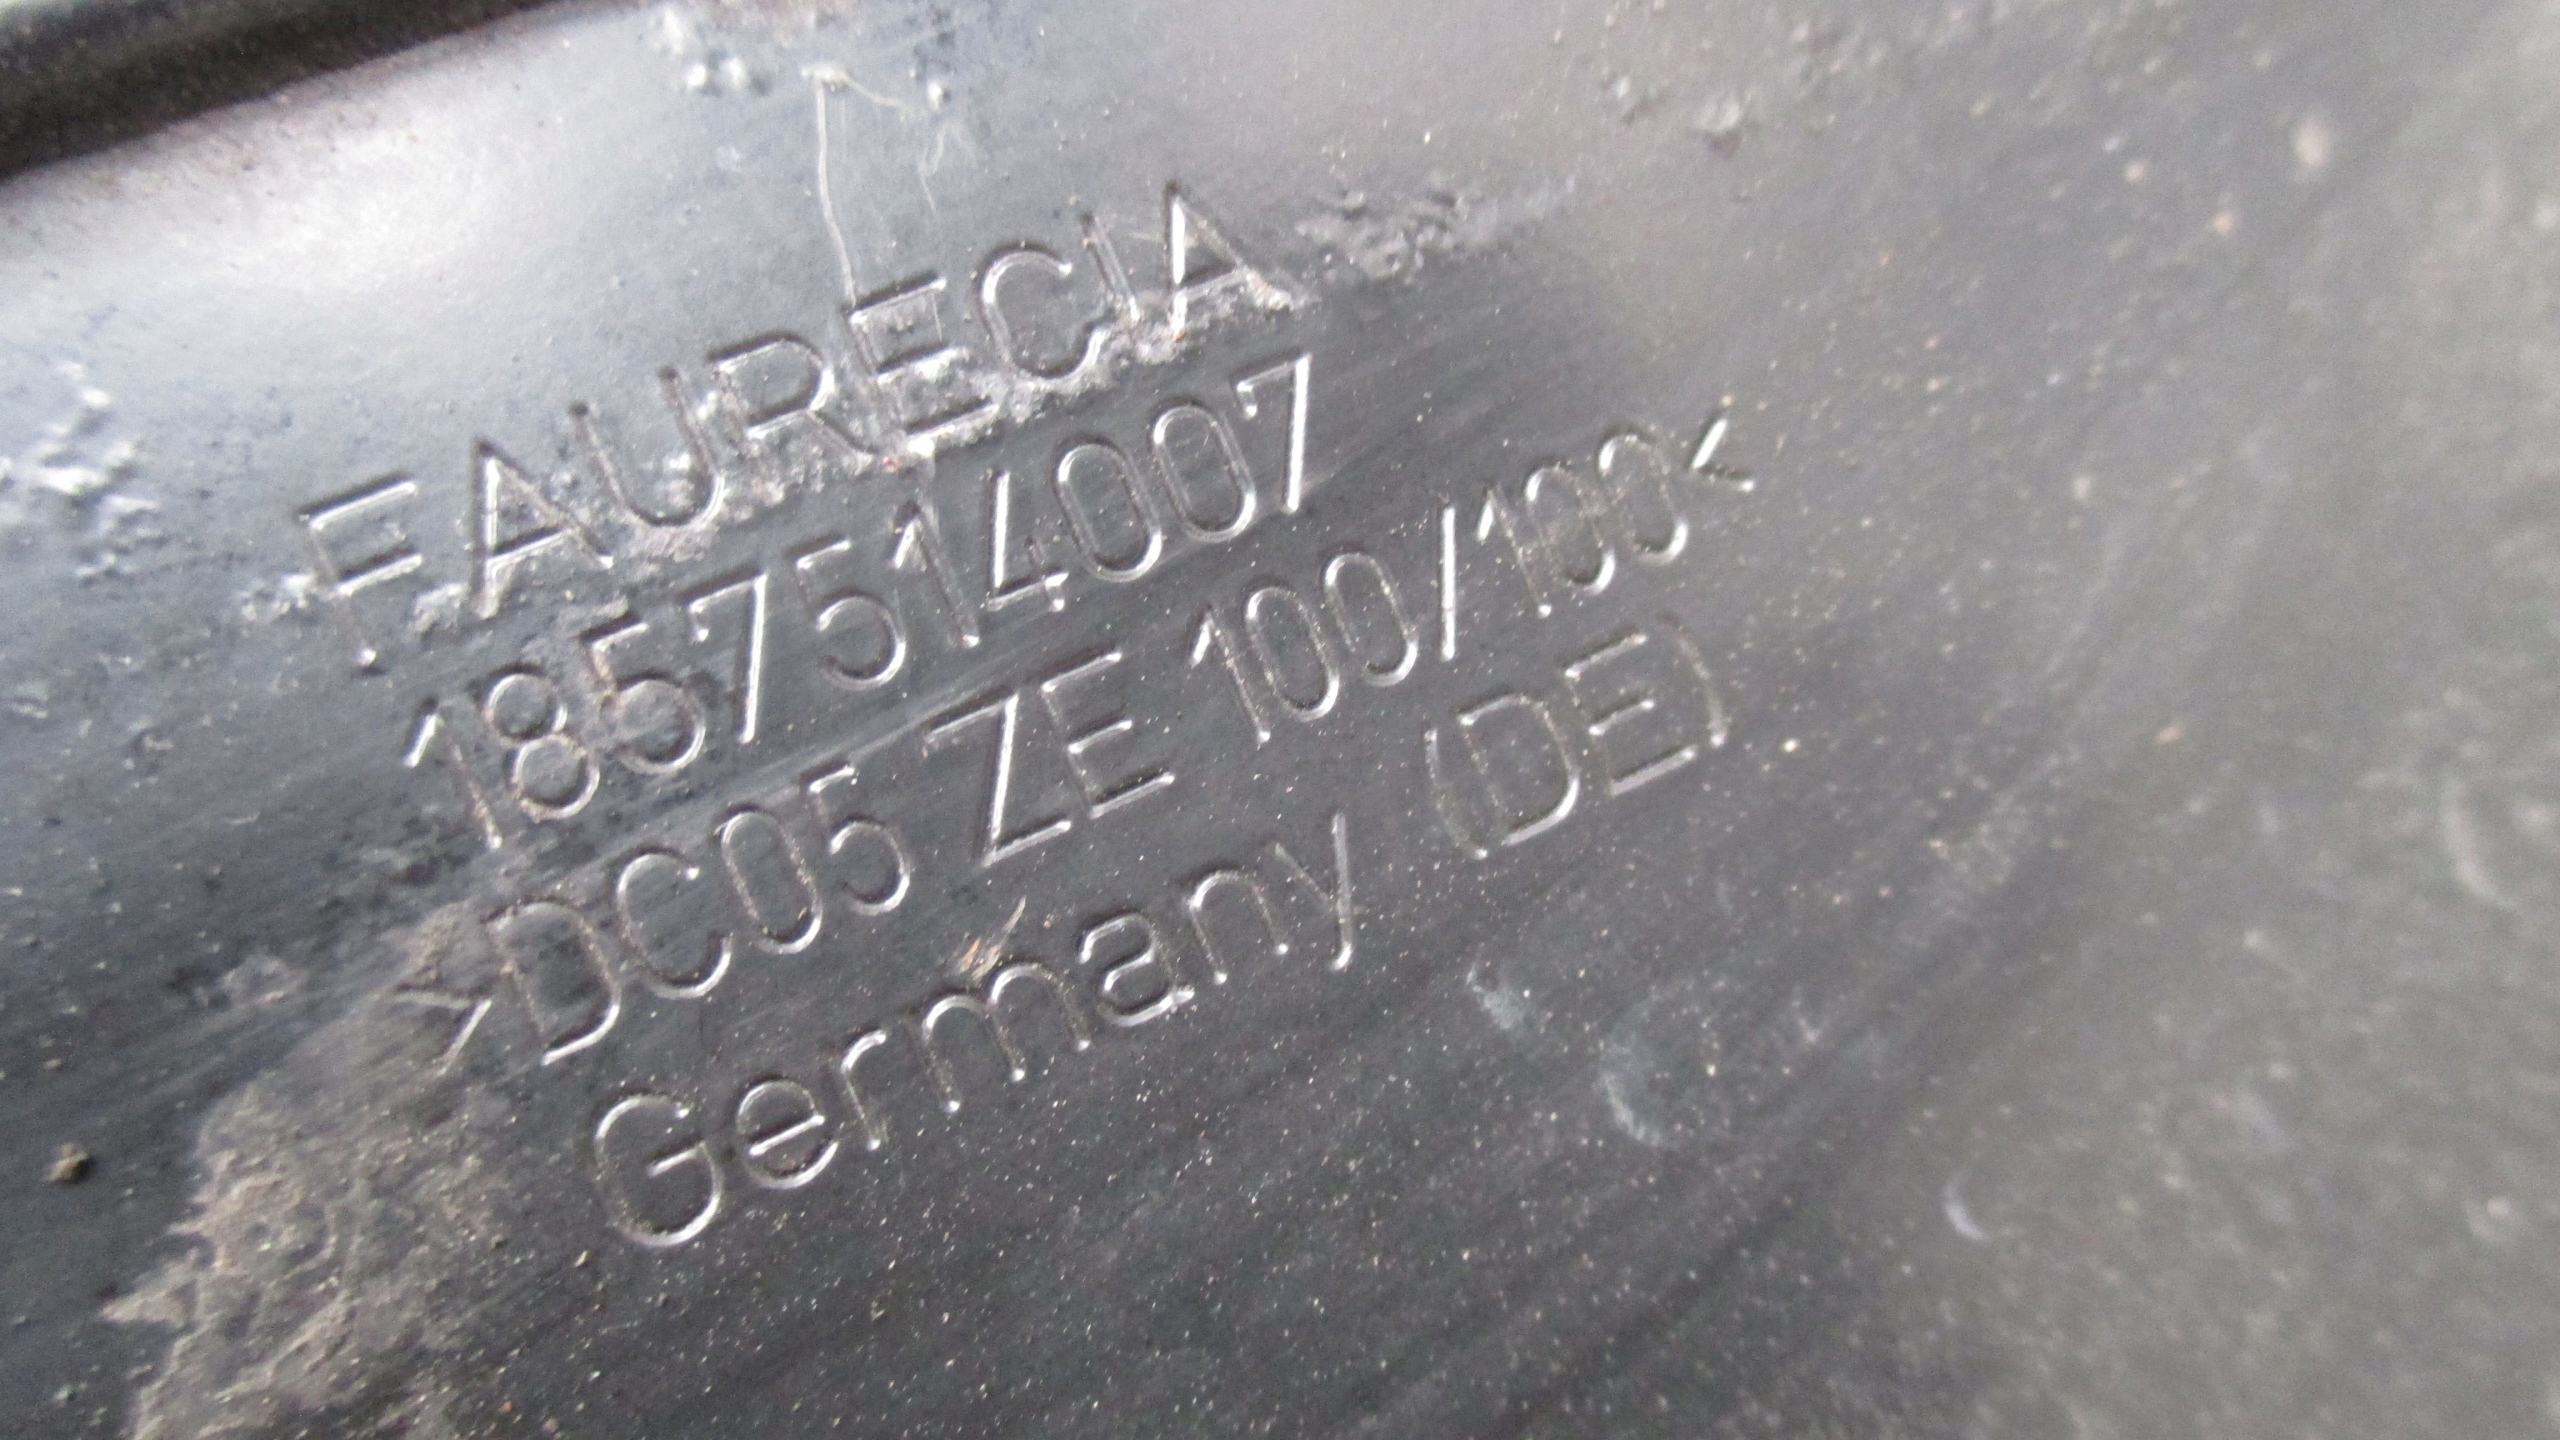 FAURECIA
1857514007
>DC05 ZE 100/100<
Germany (DE)